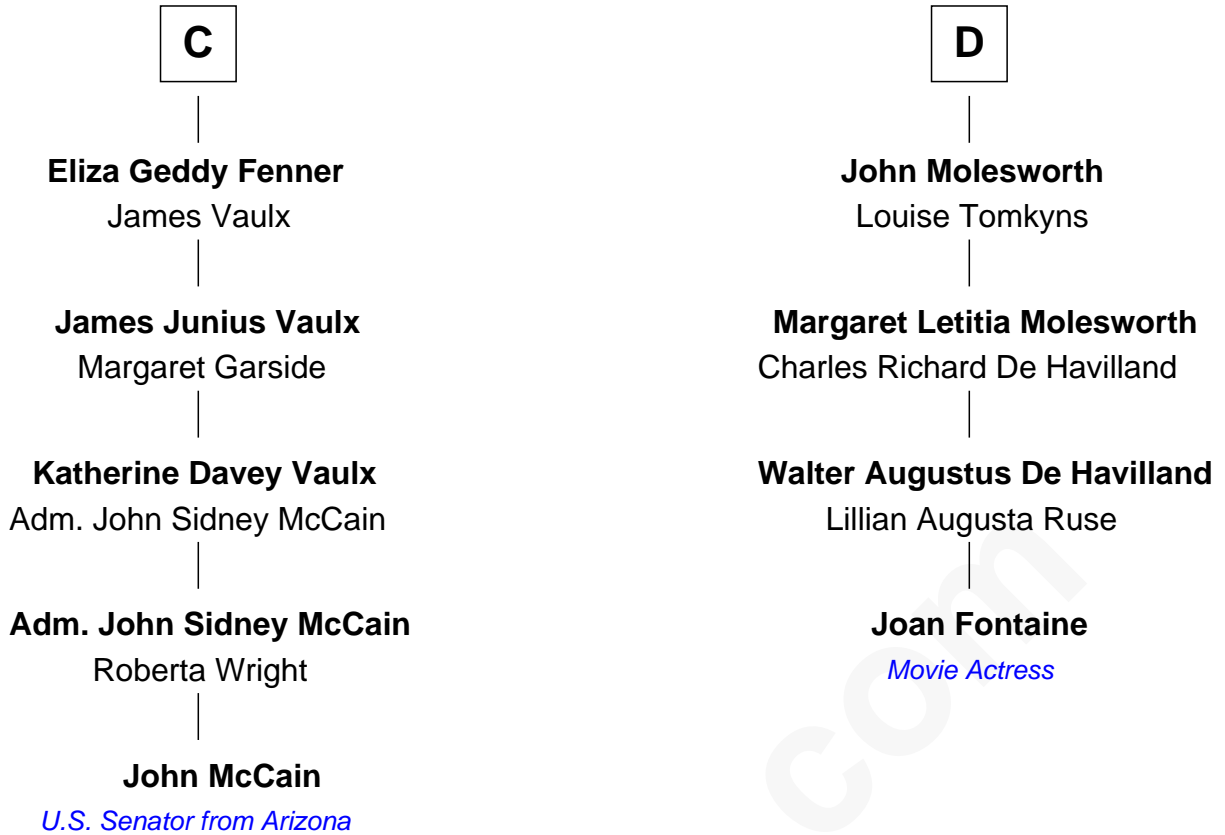 C
Eliza Geddy Fenner
James Vaulx
James Junius Vaulx
Margaret Garside
Katherine Davey Vaulx
Adm. John Sidney McCain
Adm. John Sidney McCain
Roberta Wright
John McCain
U.S. Senator from Arizona
D
John Molesworth
Louise Tomkyns
Margaret Letitia Molesworth
Charles Richard De Havilland
Walter Augustus De Havilland
Lillian Augusta Ruse
Joan Fontaine
Movie Actress
com